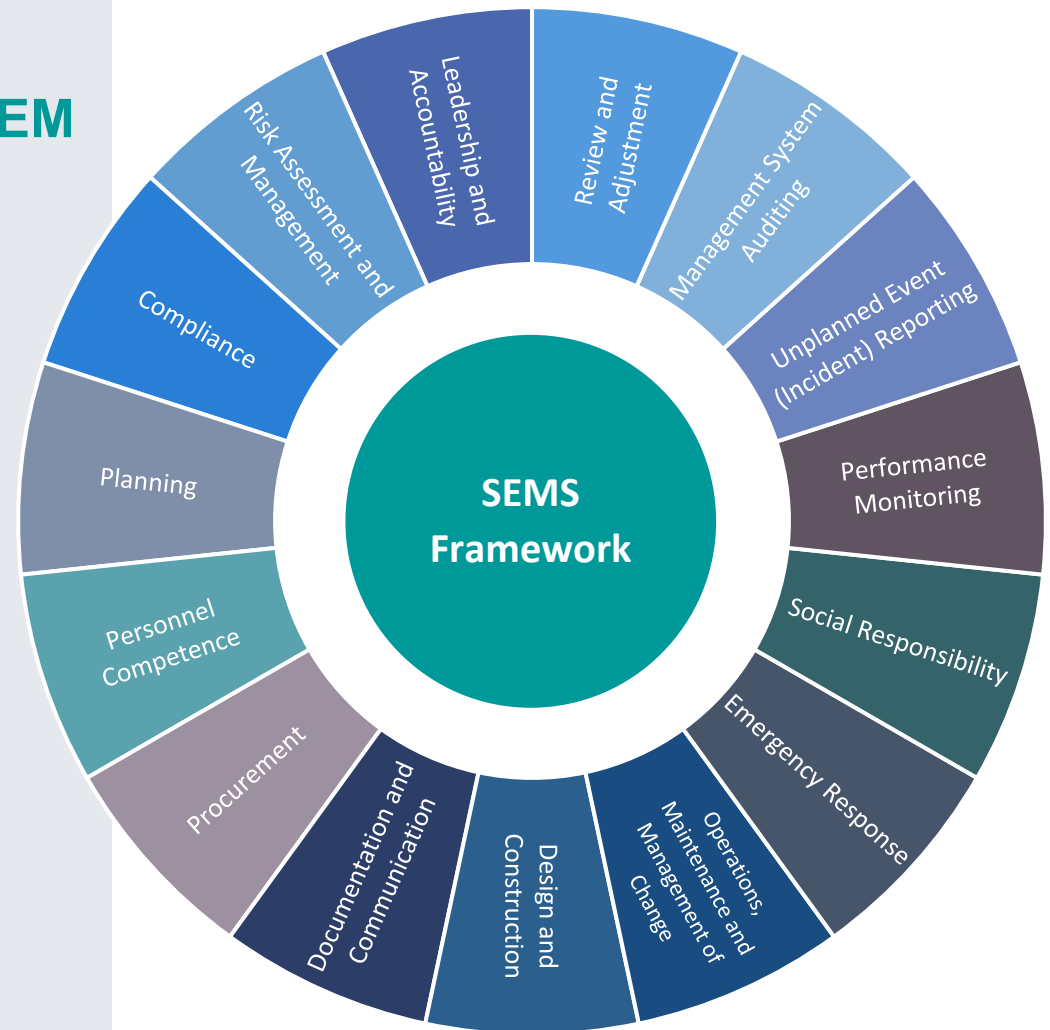 EM
Leadership and
Accountability
Review and
Adjustment
Management System
Auditing
Unplanned Event
(Incident) Reporting
Performance
Monitoring
Social Responsibility
Emergency Response
Operations,
Maintenance and
Management of
Change
Design and
Construction
Documentation and
Communication
Procurement
Personnel
Competence
Planning
Compliance
Risk Assessment and
Management
SEMS
Framework